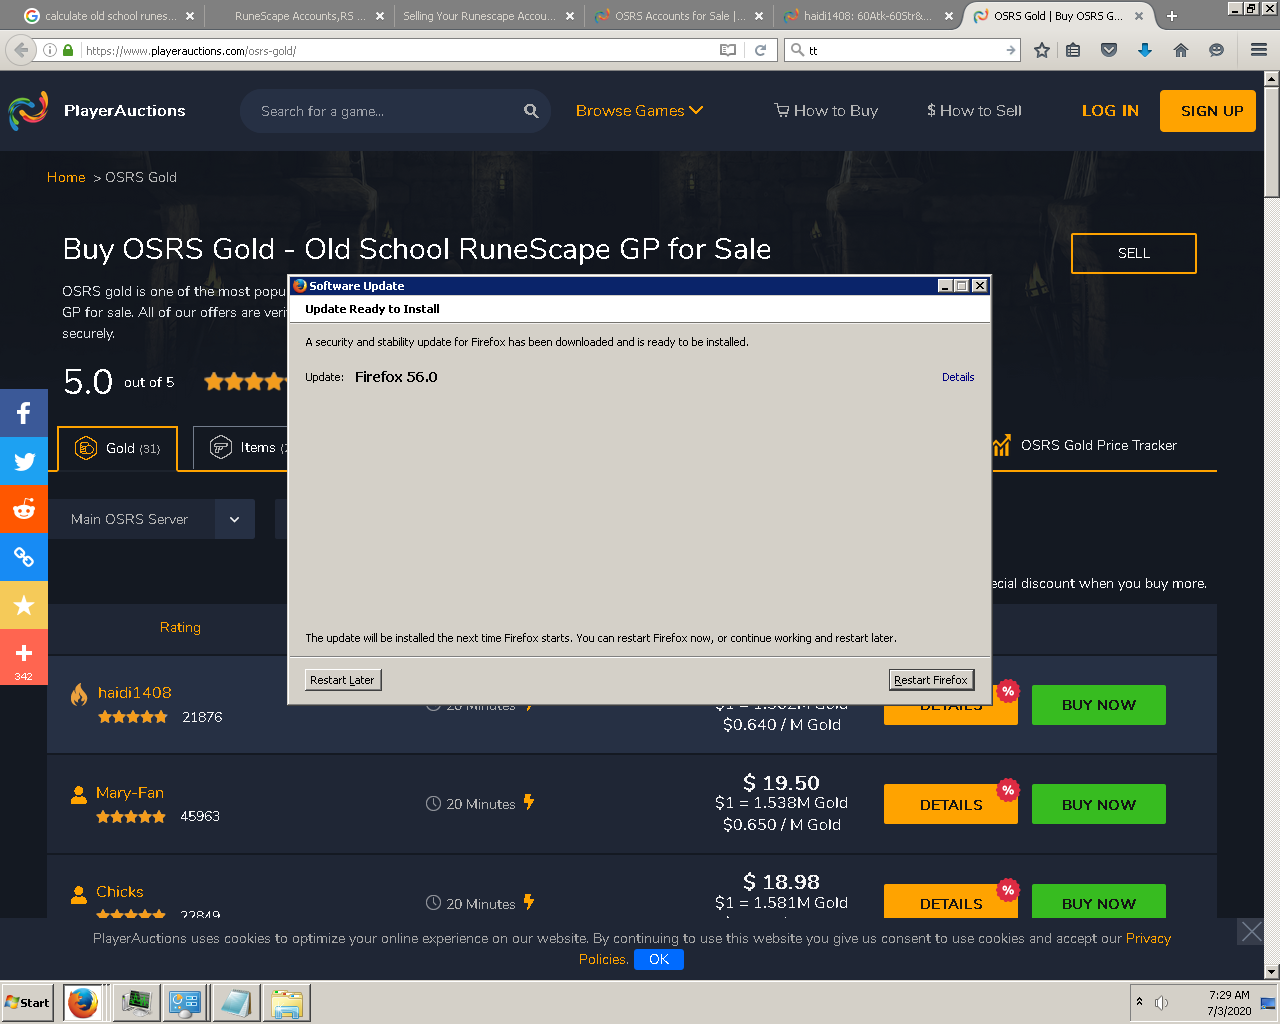 calculate old school runes...
RuneScape Accounts,RS ...
Selling Your Runescape Accou...
OSRS Accounts for Sale | ...
haidi1408: 60Atk-60Str&...
OSRS Gold | Buy OSRS G...
https://www.playerauctions.com/osrs-gold/
tt
PlayerAuctions
Search for a game...
Browse Games
How to Buy
$ How to Sell
LOG IN
SIGN UP
Home > OSRS Gold
Buy OSRS Gold - Old School RuneScape GP for Sale
SELL
OSRS gold is one of the most popu
GP for sale. All of our offers are veri
securely.
5.0 out of 5
Gold (31)
Items
OSRS Gold Price Tracker
Main OSRS Server
ecial discount when you buy more.
Rating
Software Update
Update Ready to Install
A security and stability update for Firefox has been downloaded and is ready to be installed.
Update: Firefox 56.0
Details
The update will be installed the next time Firefox starts. You can restart Firefox now, or continue working and restart later.
Restart Later
Restart Firefox
342
haidi1408
21876
20 Minutes
$1 = 1.562M Gold
$0.640 / M Gold
DETAILS
%
BUY NOW
Mary-Fan
45963
20 Minutes
$ 19.50
$1 = 1.538M Gold
$0.650 / M Gold
DETAILS
%
BUY NOW
Chicks
22849
20 Minutes
$ 18.98
$1 = 1.581M Gold
DETAILS
%
BUY NOW
PlayerAuctions uses cookies to optimize your online experience on our website. By continuing to use this website you give us consent to use cookies and accept our Privacy
Policies. OK
Start
7:29 AM
7/3/2020